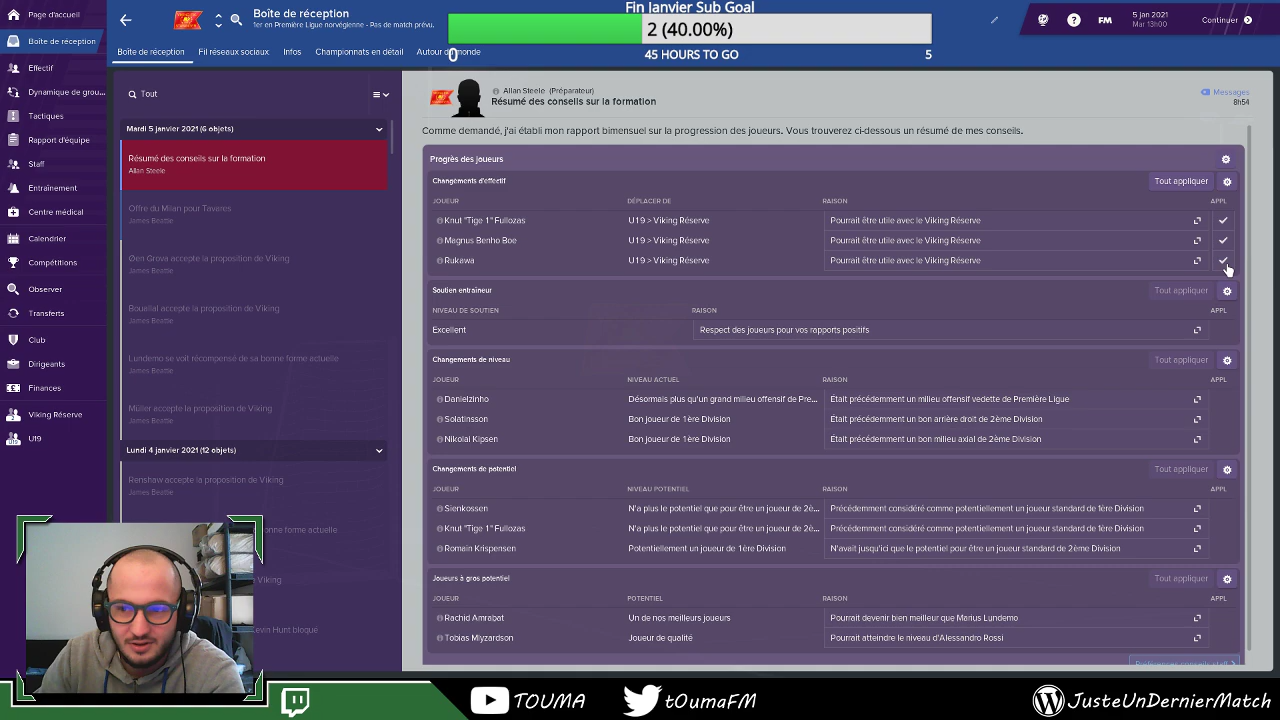 Fin Janvier Sub Goal
2 (40.00%)
0
45 HOURS TO GO
5
Boîte de réception
1er en Première Ligue norvégienne - Pas de match prévu.
FM
5 jan 2021
Mar 13h00
Continuer
Boîte de réception
Fil réseaux sociaux
Infos
Championnats en détail
Autour du monde
Page d'accueil
Boîte de réception
Effectif
Dynamique de grou...
Tactiques
Rapport d'équipe
Staff
Entraînement
Centre médical
Calendrier
Compétitions
Observer
Transferts
Club
Dirigeants
Finances
Viking Réserve
U19
Tout
Mardi 5 janvier 2021 (6 objets)
Résumé des conseils sur la formation
Allan Steele
Offre du Milan pour Tavares
James Beattie
Øen Grova accepte la proposition de Viking
James Beattie
Bouallal accepte la proposition de Viking
James Beattie
Lundemo se voit récompensé de sa bonne forme actuelle
James Beattie
Müller accepte la proposition de Viking
James Beattie
Lundi 4 janvier 2021 (12 objets)
Renshaw accepte la proposition de Viking
James Beattie
bonne forme actuelle
Viking
Kevin Hunt bloqué
Allan Steele (Préparateur)
Résumé des conseils sur la formation
Messages
8h54
Comme demandé, j'ai établi mon rapport bimensuel sur la progression des joueurs. Vous trouverez ci-dessous un résumé de mes conseils.
Progrès des joueurs
Changements d'effectif
Tout appliquer
JOUEUR DÉPLACER DE RAISON APPL
Knut "Tige 1" Fullozas U19 > Viking Réserve Pourrait être utile avec le Viking Réserve
Magnus Benho Boe U19 > Viking Réserve Pourrait être utile avec le Viking Réserve
Rukawa U19 > Viking Réserve Pourrait être utile avec le Viking Réserve
Soutien entraîneur
Tout appliquer
NIVEAU DE SOUTIEN RAISON APPL
Excellent Respect des joueurs pour vos rapports positifs
Changements de niveau
Tout appliquer
JOUEUR NIVEAU ACTUEL RAISON APPL
Danielzinho Désormais plus qu'un grand milieu offensif de Pre... Était précédemment un milieu offensif vedette de Première Ligue
Solatinsson Bon joueur de 1ère Division Était précédemment un bon arrière droit de 2ème Division
Nikolai Kipsen Bon joueur de 1ère Division Était précédemment un bon milieu axial de 2ème Division
Changements de potentiel
Tout appliquer
JOUEUR NIVEAU POTENTIEL RAISON APPL
Sienkossen N'a plus le potentiel que pour être un joueur de 2è... Précédemment considéré comme potentiellement un joueur standard de 1ère Division
Knut "Tige 1" Fullozas N'a plus le potentiel que pour être un joueur de 2è... Précédemment considéré comme potentiellement un joueur standard de 1ère Division
Romain Krispensen Potentiellement un joueur de 1ère Division N'avait jusqu'ici que le potentiel pour être un joueur standard de 2ème Division
Joueurs à gros potentiel
Tout appliquer
JOUEUR POTENTIEL RAISON APPL
Rachid Amrabat Un de nos meilleurs joueurs Pourrait devenir bien meilleur que Marius Lundemo
Tobias Mlyzardson Joueur de qualité Pourrait atteindre le niveau d'Alessandro Rossi
Préférences conseils staff >
TOUMA
tOumaFM
JusteUnDernierMatch